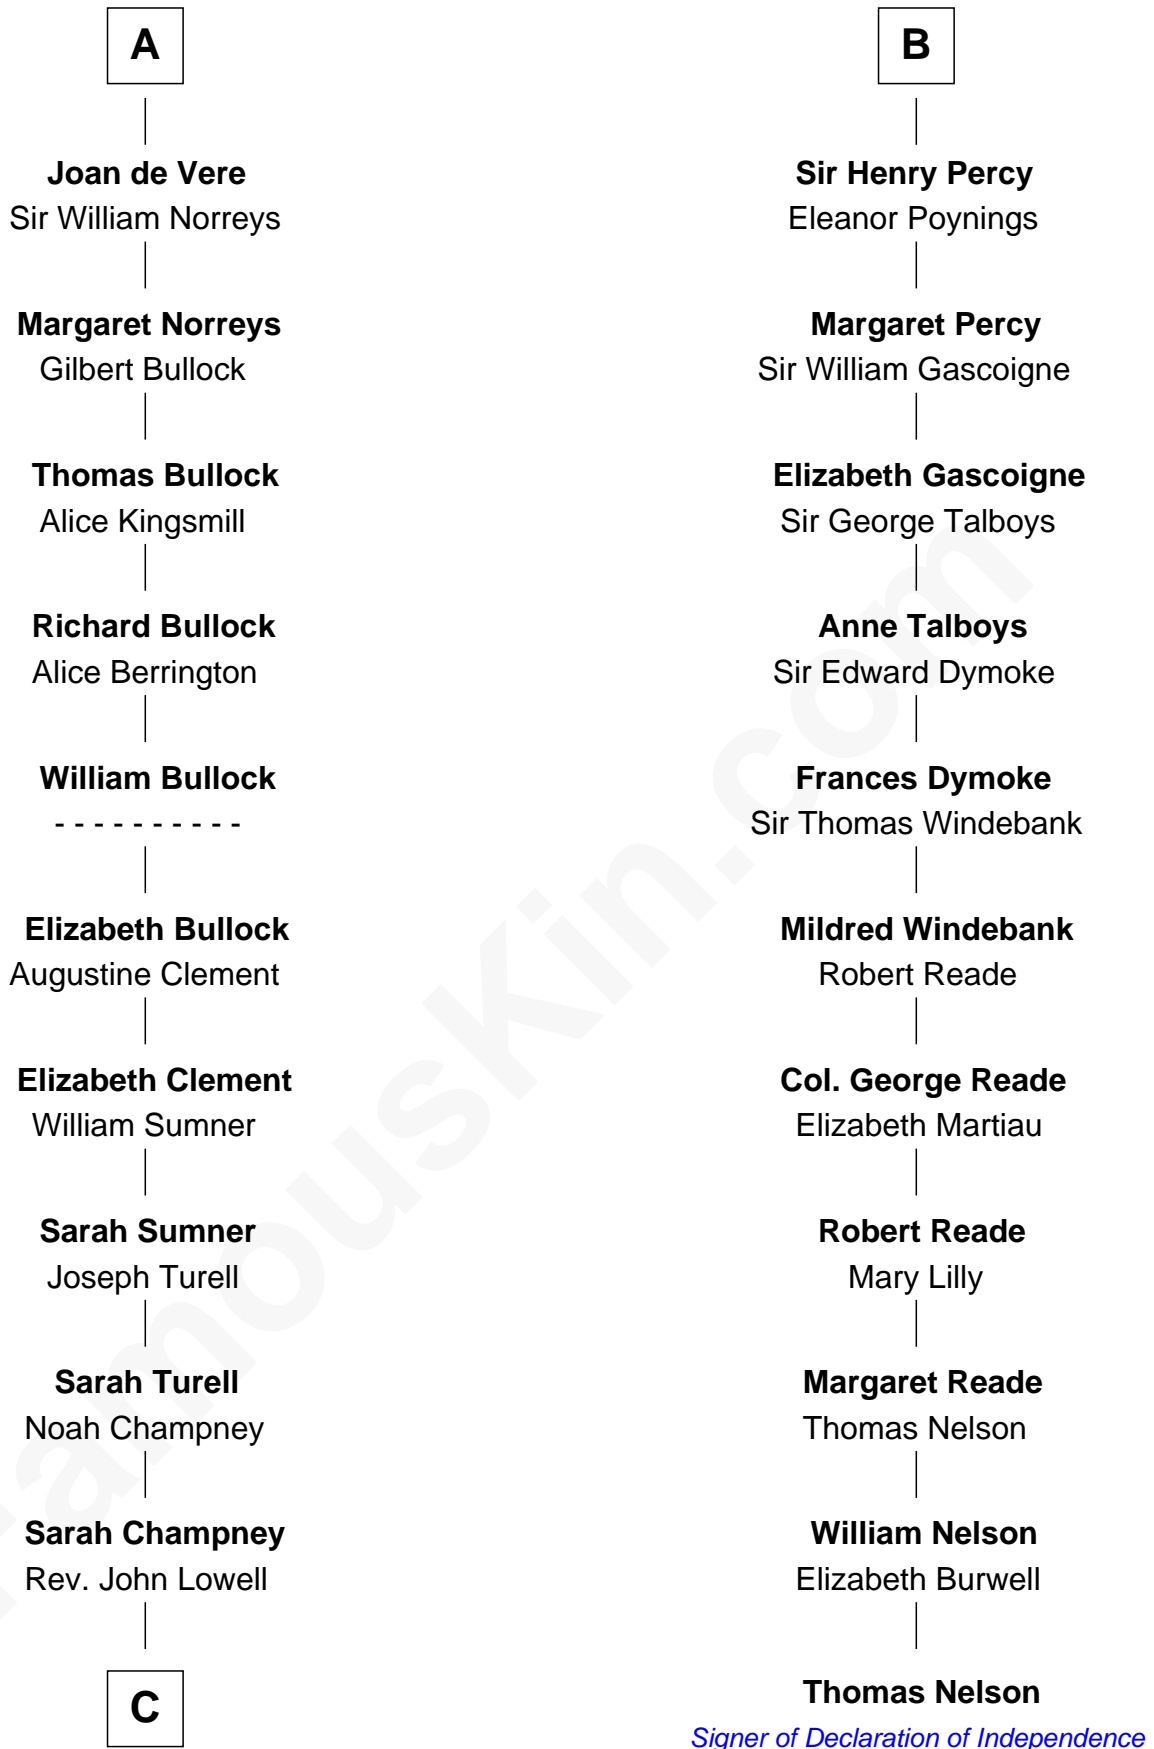 A
Joan de Vere
Sir William Norreys
Margaret Norreys
Gilbert Bullock
Thomas Bullock
Alice Kingsmill
Richard Bullock
Alice Berrington
William Bullock
- - - - - - - - - -
Elizabeth Bullock
Augustine Clement
Elizabeth Clement
William Sumner
Sarah Sumner
Joseph Turell
Sarah Turell
Noah Champney
Sarah Champney
Rev. John Lowell
C
B
Sir Henry Percy
Eleanor Poynings
Margaret Percy
Sir William Gascoigne
Elizabeth Gascoigne
Sir George Talboys
Anne Talboys
Sir Edward Dymoke
Frances Dymoke
Sir Thomas Windebank
Mildred Windebank
Robert Reade
Col. George Reade
Elizabeth Martiau
Robert Reade
Mary Lilly
Margaret Reade
Thomas Nelson
William Nelson
Elizabeth Burwell
Thomas Nelson
Signer of Declaration of Independence
FamousKin.com